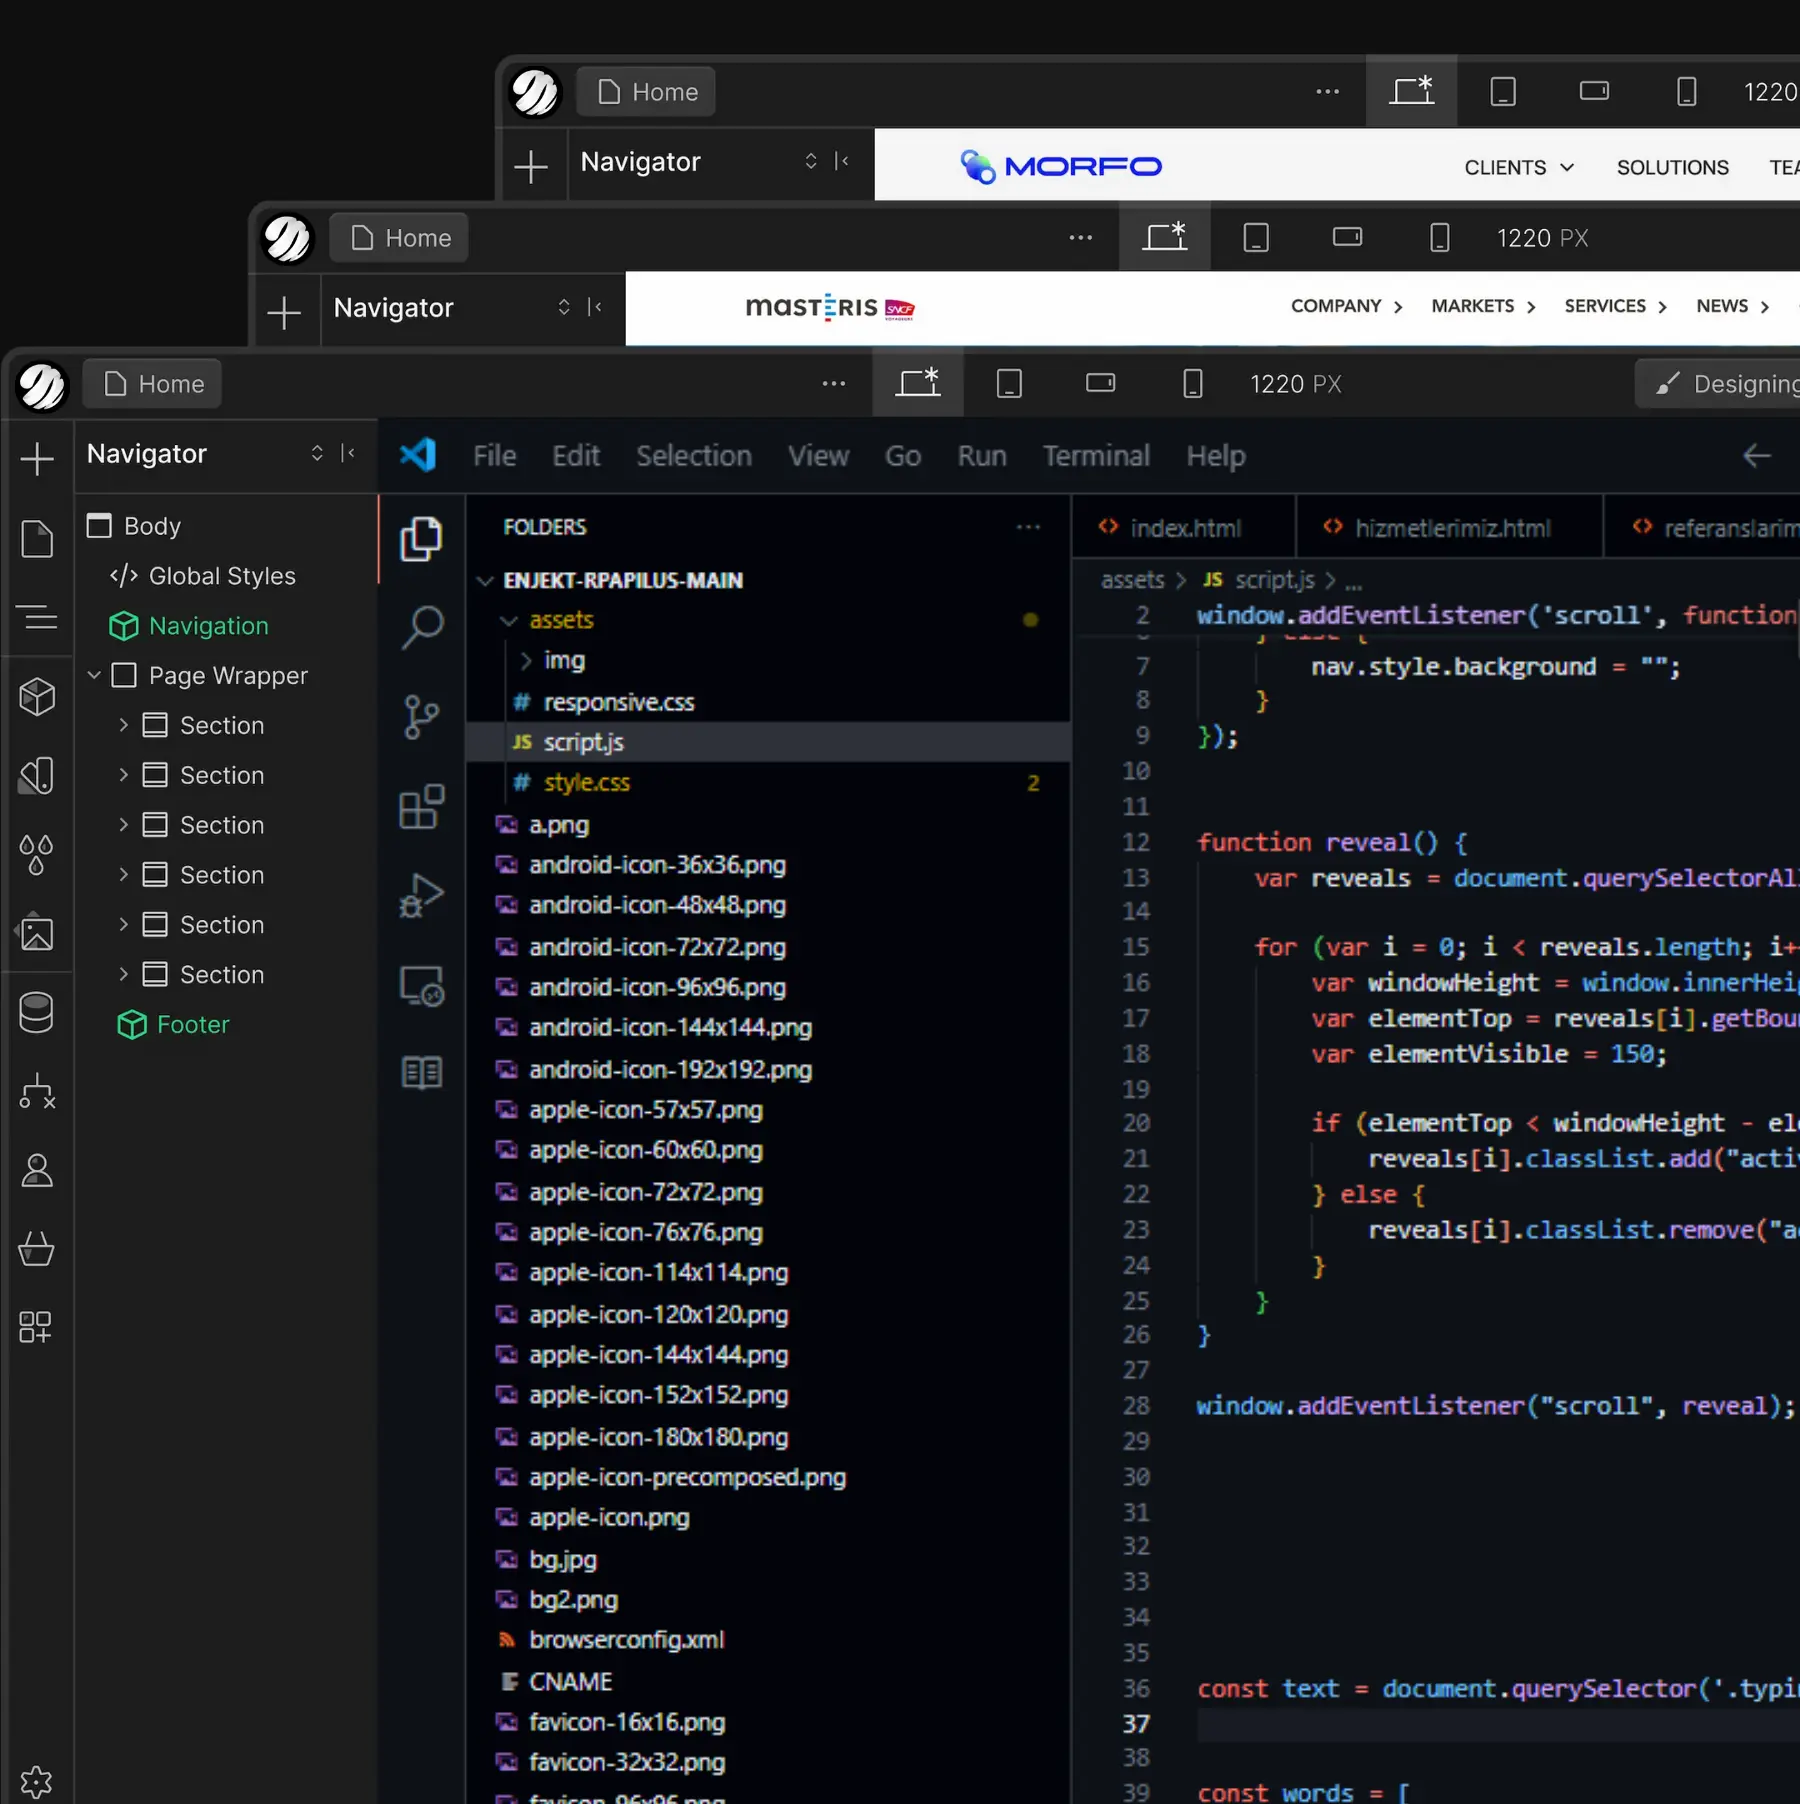 Home
1220
Navigator
MORFO
CLIENTS
SOLUTIONS
Home
1220 PX
Navigator
masteris SNCF
COMPANY
MARKETS
SERVICES
NEWS
Home
1220 PX
Designing
Navigator
Body
Global Styles
Navigation
Page Wrapper
Section
Section
Section
Section
Section
Section
Footer
File Edit Selection View Go Run Terminal Help
FOLDERS
ENJEKT-RPAPILUS-MAIN
assets
img
# responsive.css
JS script.js
# style.css 2
a.png
android-icon-36x36.png
android-icon-48x48.png
android-icon-72x72.png
android-icon-96x96.png
android-icon-144x144.png
android-icon-192x192.png
apple-icon-57x57.png
apple-icon-60x60.png
apple-icon-72x72.png
apple-icon-76x76.png
apple-icon-114x114.png
apple-icon-120x120.png
apple-icon-144x144.png
apple-icon-152x152.png
apple-icon-180x180.png
apple-icon-precomposed.png
apple-icon.png
bg.jpg
bg2.png
browserconfig.xml
CNAME
favicon-16x16.png
favicon-32x32.png
favicon-96x96.png
index.html
hizmetlerimiz.html
referanslarim
assets > JS script.js > ...
2 window.addEventListener('scroll', function
} else {
7 nav.style.background = "";
8 }
9 });
10
11
12 function reveal() {
13 var reveals = document.querySelectorAl
14
15 for (var i = 0; i < reveals.length; i+
16 var windowHeight = window.innerHei
17 var elementTop = reveals[i].getBou
18 var elementVisible = 150;
19
20 if (elementTop < windowHeight - el
21 reveals[i].classList.add("acti
22 } else {
23 reveals[i].classList.remove("a
24 }
25 }
26 }
27
28 window.addEventListener("scroll", reveal);
29
30
31
32
33
34
35
36 const text = document.querySelector('.typi
37
38
39 const words = [